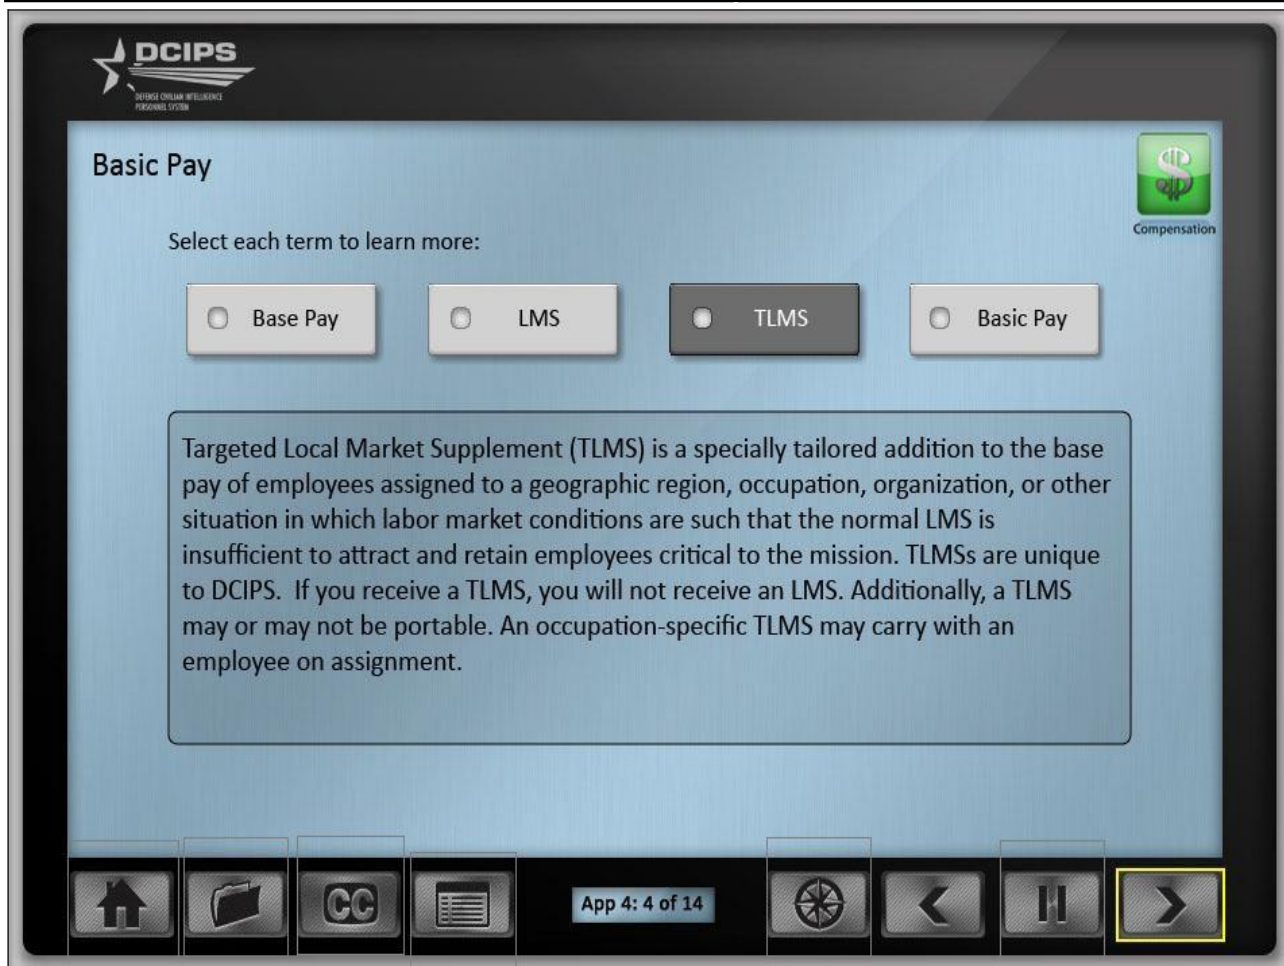 DCIPS
DEFENSE CIVILIAN INTELLIGENCE
PERSONNEL SYSTEM
Basic Pay
Compensation
Select each term to learn more:
Base Pay
LMS
TLMS
Basic Pay
Targeted Local Market Supplement (TLMS) is a specially tailored addition to the base
pay of employees assigned to a geographic region, occupation, organization, or other
situation in which labor market conditions are such that the normal LMS is
insufficient to attract and retain employees critical to the mission. TLMSs are unique
to DCIPS.  If you receive a TLMS, you will not receive an LMS. Additionally, a TLMS
may or may not be portable. An occupation-specific TLMS may carry with an
employee on assignment.
CC
App 4: 4 of 14